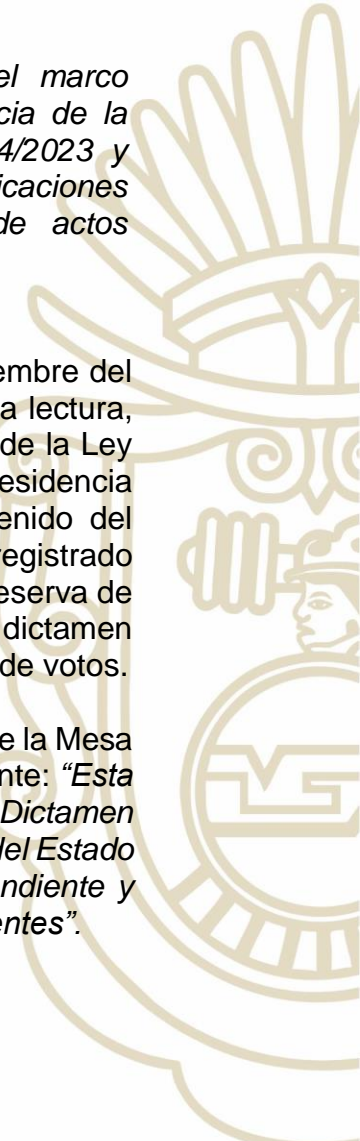 el marco
cia de la
4/2023 y
icaciones
de actos
embre del
a lectura,
de la Ley
esidencia
enido del
registrado
eserva de
dictamen
de votos.
e la Mesa
nte: “Esta
Dictamen
del Estado
ndiente y
entes”.